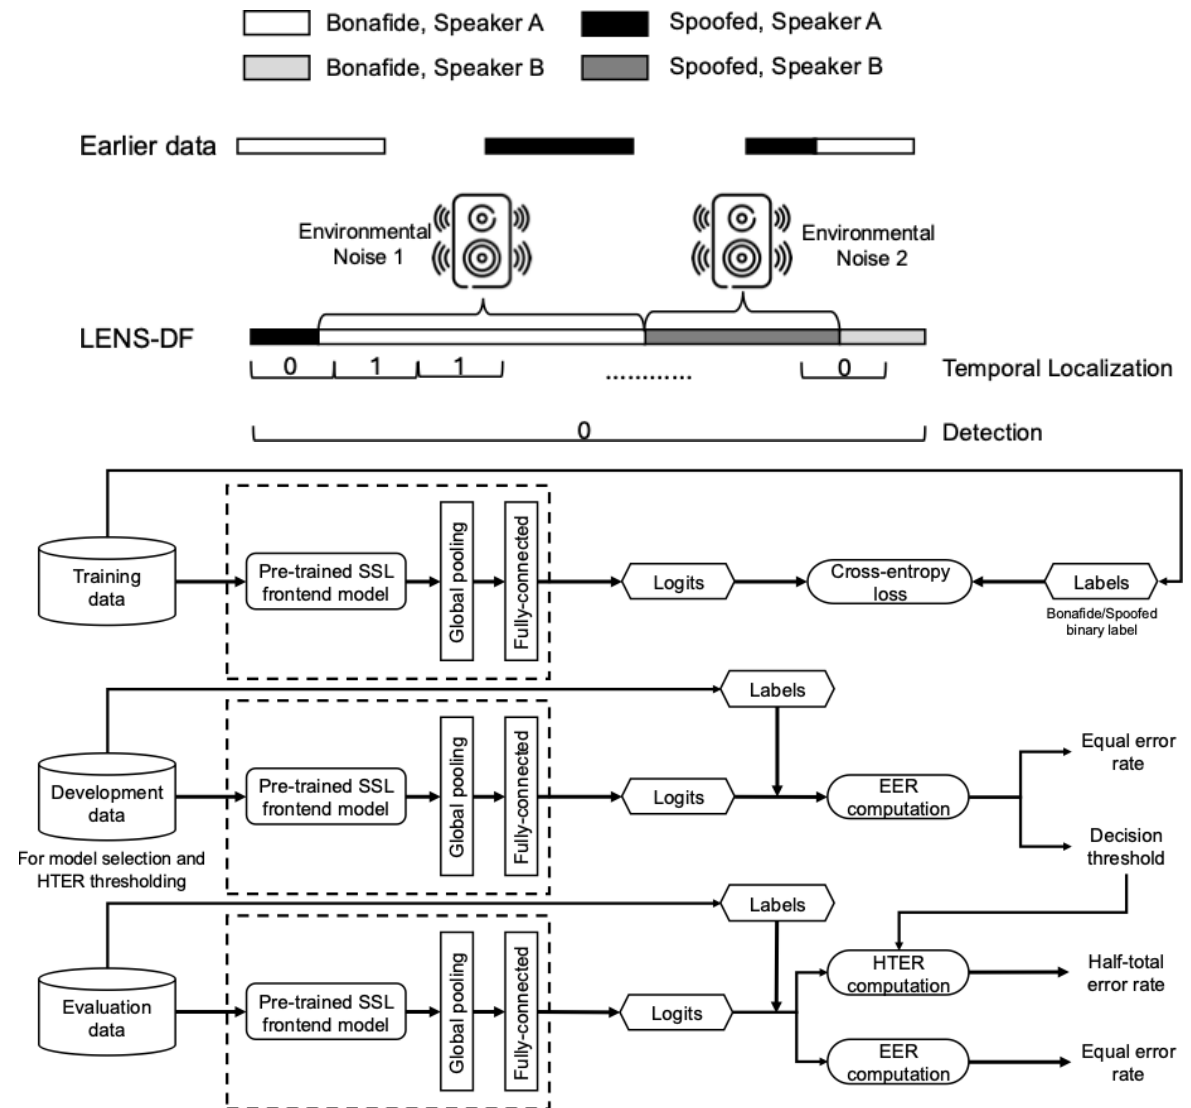 Bonafide, Speaker A
Spoofed, Speaker A
Bonafide, Speaker B
Spoofed, Speaker B
Earlier data
Environmental
Noise 1
Environmental
Noise 2
LENS-DF
0
1
1
............
0
Temporal Localization
0
Detection
Training
data
Pre-trained SSL
frontend model
Global pooling
Fully-connected
Logits
Cross-entropy
loss
Labels
Bonafide/Spoofed
binary label
Labels
Development
data
For model selection and
HTER thresholding
Pre-trained SSL
frontend model
Global pooling
Fully-connected
Logits
EER
computation
Equal error
rate
Decision
threshold
Labels
Evaluation
data
Pre-trained SSL
frontend model
Global pooling
Fully-connected
Logits
HTER
computation
Half-total
error rate
EER
computation
Equal error
rate